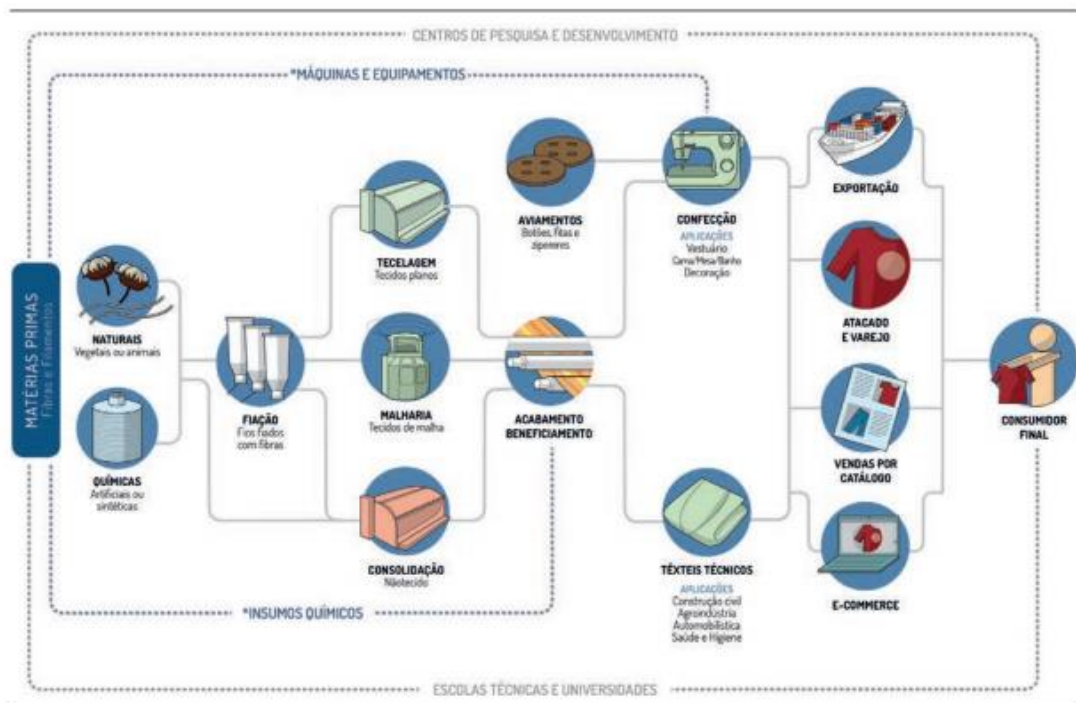 CENTROS DE PESQUISA E DESENVOLVIMENTO
*MÁQUINAS E EQUIPAMENTOS
MATÉRIAS PRIMAS
Fibras e Filamentos
NATURAIS
Vegetais ou animais
QUÍMICAS
Artificiais ou
sintéticas
FIAÇÃO
Fios fiados
com fibras
TECELAGEM
Tecidos planos
MALHARIA
Tecidos de malha
CONSOLIDAÇÃO
Nãotecido
AVIAMENTOS
Botões, fitas e
zíperes
ACABAMENTO
BENEFICIAMENTO
CONFECÇÃO
APLICAÇÕES
Vestuário
Cama/Mesa/Banho
Decoração
TÊXTEIS TÉCNICOS
APLICAÇÕES
Construção civil
Agroindústria
Automobilística
Saúde e Higiene
EXPORTAÇÃO
ATACADO
E VAREJO
VENDAS POR
CATÁLOGO
E-COMMERCE
CONSUMIDOR
FINAL
*INSUMOS QUÍMICOS
ESCOLAS TÉCNICAS E UNIVERSIDADES